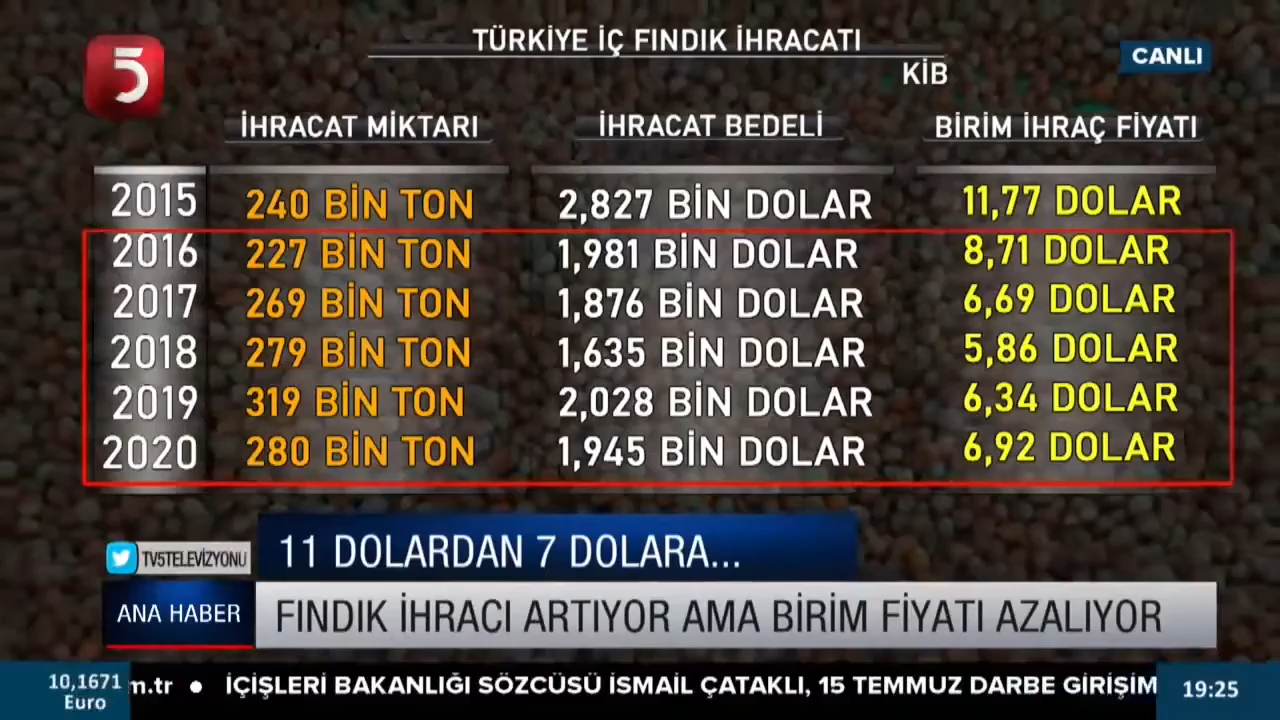 TÜRKİYE İÇ FINDIK İHRACATI
KİB
5
CANLI
İHRACAT MİKTARI İHRACAT BEDELİ BİRİM İHRAÇ FİYATI
2015 240 BİN TON 2,827 BİN DOLAR 11,77 DOLAR
2016 227 BİN TON 1,981 BİN DOLAR 8,71 DOLAR
2017 269 BİN TON 1,876 BİN DOLAR 6,69 DOLAR
2018 279 BİN TON 1,635 BİN DOLAR 5,86 DOLAR
2019 319 BİN TON 2,028 BİN DOLAR 6,34 DOLAR
2020 280 BİN TON 1,945 BİN DOLAR 6,92 DOLAR
11 DOLARDAN 7 DOLARA...
TV5TELEVİZYONU
ANA HABER
FINDIK İHRACI ARTIYOR AMA BİRİM FİYATI AZALIYOR
10,1671
Euro
m.tr • İÇİŞLERİ BAKANLIĞI SÖZCÜSÜ İSMAİL ÇATAKLI, 15 TEMMUZ DARBE GİRİŞİM
19:25